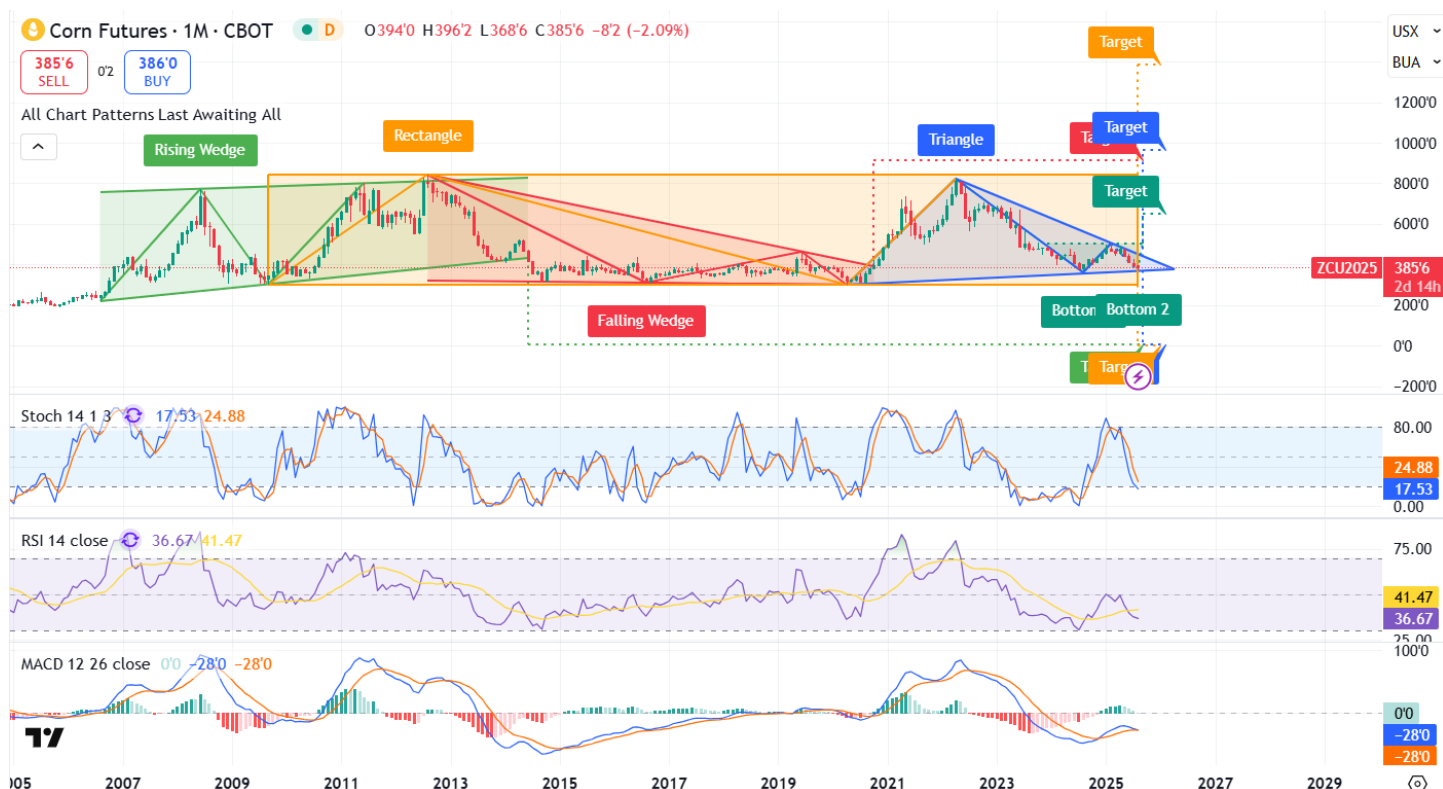 Corn Futures · 1M · CBOT D O394'0 H396'2 L368'6 C385'6 −8'2 (−2.09%)
USX
385'6
SELL
0'2
386'0
BUY
BUA
All Chart Patterns Last Awaiting All
Target
Rising Wedge
Rectangle
Triangle
Target
Target
Falling Wedge
Bottom 2
1200'0
1000'0
800'0
600'0
ZCU2025 385'6
2d 14h
200'0
0'0
−200'0
Stoch 14 1 3 17.53 24.88
80.00
24.88
17.53
0.00
RSI 14 close 36.67 41.47
75.00
41.47
36.67
25.00
MACD 12 26 close 0'0 −28'0 −28'0
100'0
0'0
−28'0
−28'0
2007 2009 2011 2013 2015 2017 2019 2021 2023 2025 2027 2029